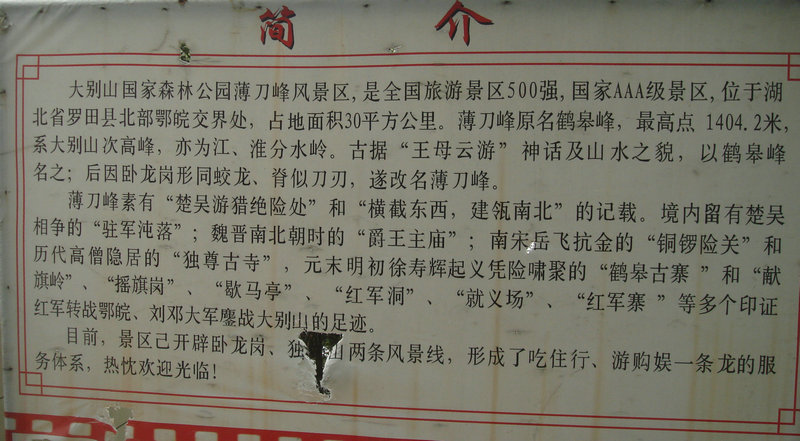 简介
大别山国家森林公园薄刀峰风景区,是全国旅游景区500强,国家AAA级景区,位于湖
北省罗田县北部鄂皖交界处，占地面积30平方公里。薄刀峰原名鹤皋峰，最高点 1404.2米,
系大别山次高峰，亦为江、淮分水岭。古据“王母云游”神话及山水之貌，以鹤皋峰
名之；后因卧龙岗形同蛟龙、脊似刀刃，遂改名薄刀峰。
薄刀峰素有“楚吴游猎绝险处”和“横截东西，建瓴南北”的记载。境内留有楚吴
相争的“驻军沌落”；魏晋南北朝时的“爵王主庙”；南宋岳飞抗金的“铜锣险关”和
历代高僧隐居的“独尊古寺”，元末明初徐寿辉起义凭险啸聚的“鹤皋古寨 ”和“献
旗岭”、“摇旗岗”、“歇马亭”、“红军洞”、“就义场”、“红军寨 ”等多个印证
红军转战鄂皖、刘邓大军鏖战大别山的足迹。
目前，景区已开辟卧龙岗、独山两条风景线，形成了吃住行、游购娱一条龙的服
务体系，热忱欢迎光临!